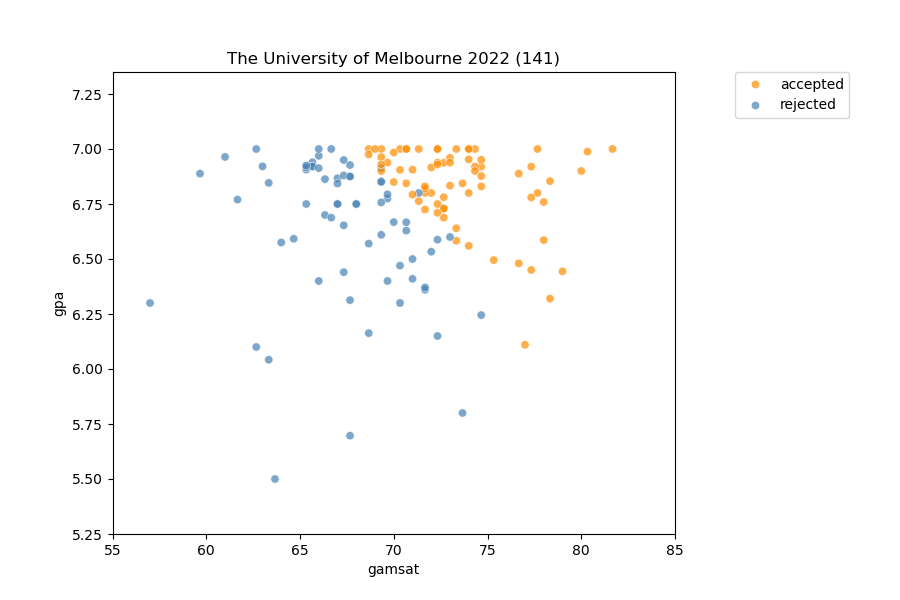 The University of Melbourne 2022 (141)
accepted
rejected
7.25
7.00
6.75
6.50
6.25
6.00
5.75
5.50
5.25
gpa
55 60 65 70 75 80 85
gamsat